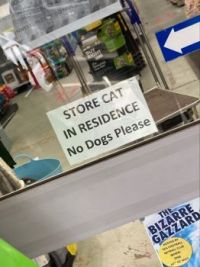 STORE CAT
IN RESIDENCE
No Dogs Please
THE
BIZARRE
GAZZARD